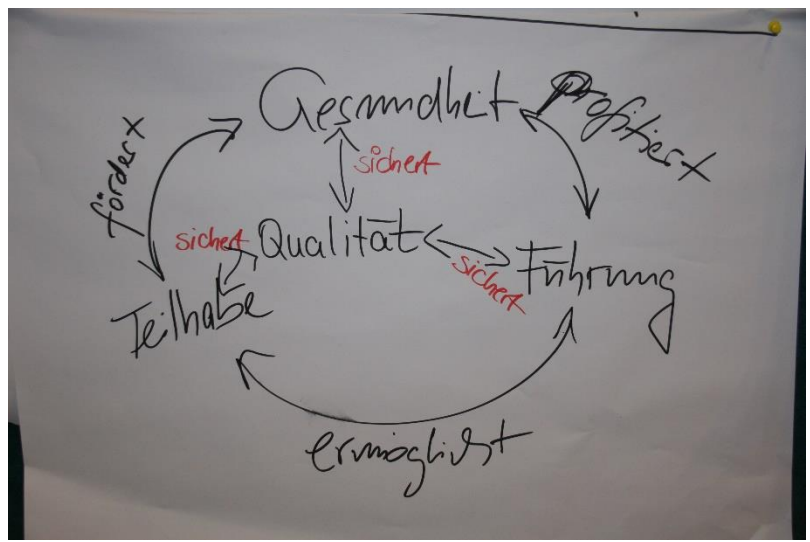 Gesundheit
Profitiert
fördert
sichert
sichert
Qualität
sichert
Führung
Teilhabe
ermöglicht